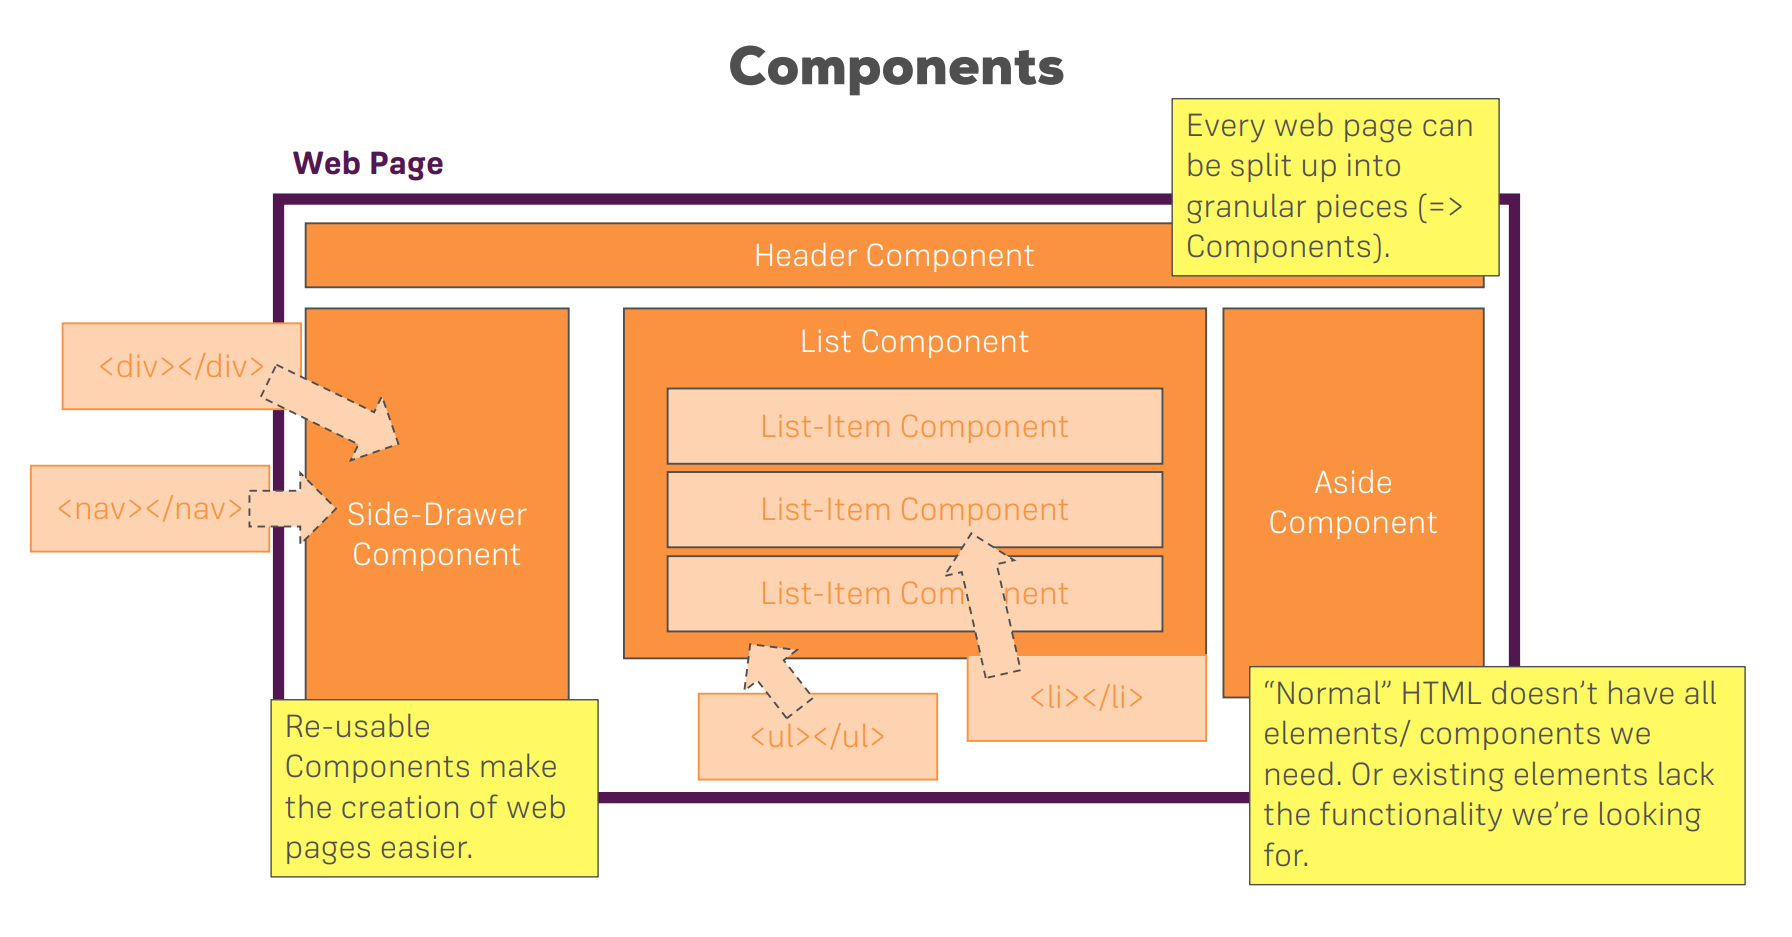 Components
Every web page can
be split up into
granular pieces (=>
Components).
Web Page
Header Component
<div></div>
<nav></nav>
Side-Drawer
Component
List Component
List-Item Component
List-Item Component
List-Item Component
Aside
Component
<ul></ul>
<li></li>
Re-usable
Components make
the creation of web
pages easier.
“Normal” HTML doesn’t have all
elements/ components we
need. Or existing elements lack
the functionality we’re looking
for.